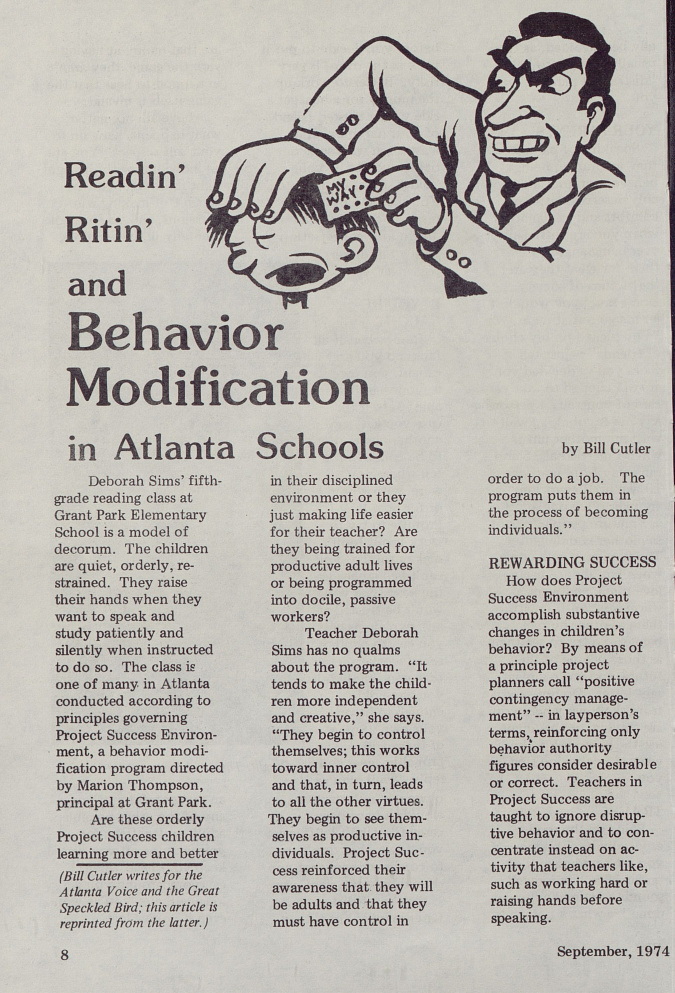 MY
WAY
Readin'
Ritin'
and
Behavior
Modification
in Atlanta Schools
by Bill Cutler
Deborah Sims' fifth-
grade reading class at
Grant Park Elementary
School is a model of
decorum. The children
are quiet, orderly, re-
strained. They raise
their hands when they
want to speak and
study patiently and
silently when instructed
to do so. The class is
one of many in Atlanta
conducted according to
principles governing
Project Success Environ-
ment, a behavior modi-
fication program directed
by Marion Thompson,
principal at Grant Park.
Are these orderly
Project Success children
learning more and better
(Bill Cutler writes for the
Atlanta Voice and the Great
Speckled Bird; this article is
reprinted from the latter.)
in their disciplined
environment or they
just making life easier
for their teacher? Are
they being trained for
productive adult lives
or being programmed
into docile, passive
workers?
Teacher Deborah
Sims has no qualms
about the program. "It
tends to make the child-
ren more independent
and creative," she says.
"They begin to control
themselves; this works
toward inner control
and that, in turn, leads
to all the other virtues.
They begin to see them-
selves as productive in-
dividuals. Project Suc-
cess reinforced their
awareness that they will
be adults and that they
must have control in
order to do a job. The
program puts them in
the process of becoming
individuals."
REWARDING SUCCESS
How does Project
Success Environment
accomplish substantive
changes in children's
behavior? By means of
a principle project
planners call "positive
contingency manage-
ment" -- in layperson's
terms, reinforcing only
behavior authority
figures consider desirable
or correct. Teachers in
Project Success are
taught to ignore disrup-
tive behavior and to con-
centrate instead on ac-
tivity that teachers like,
such as working hard or
raising hands before
speaking.
8
September, 1974